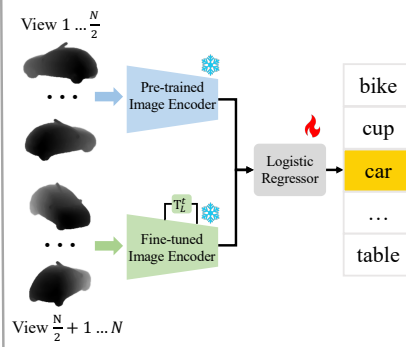 View 1 … N/2
• • •
Pre-trained
Image Encoder
Logistic
Regressor
T_L^t
• • •
Fine-tuned
Image Encoder
View N/2 + 1 … N
bike
cup
car
…
table